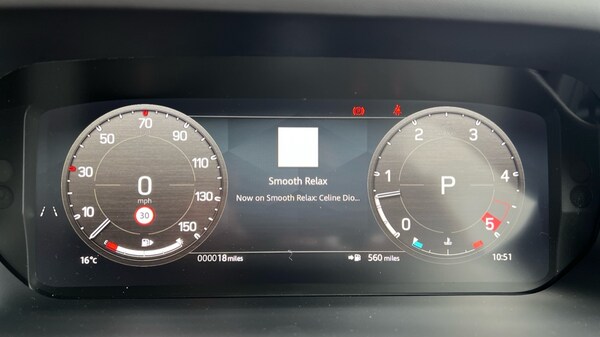 70
50
90
30
110
10
130
150
0
mph
30
16°c
000018 miles
Smooth Relax
Now on Smooth Relax: Celine Dio...
2
3
1
4
0
5
P
560 miles
10:51